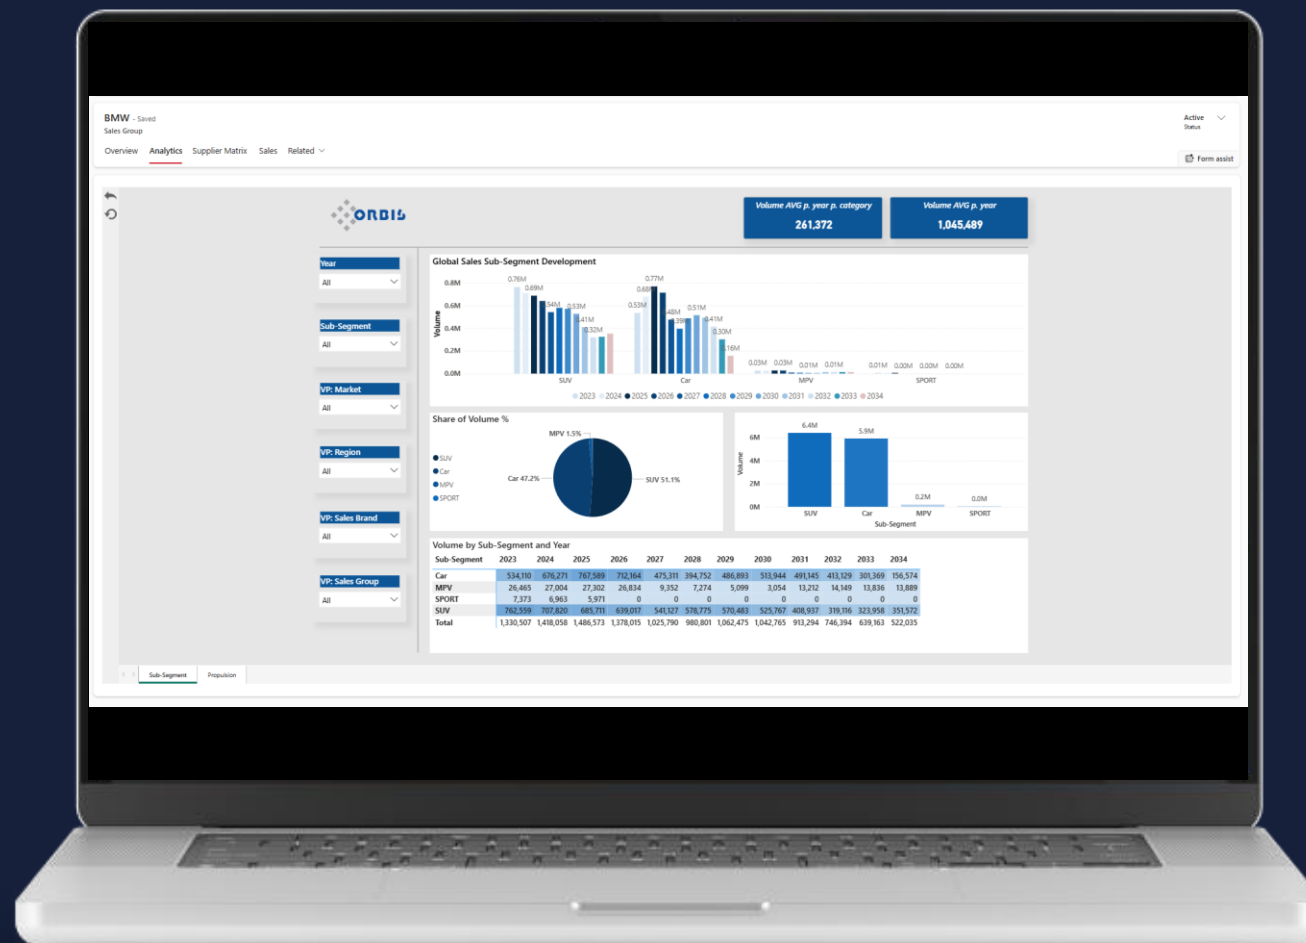 BMW - Saved
Sales Group
Active
Status
Overview Analytics Supplier Matrix Sales Related
Form assist
ORBIS
Volume AVG p. year p. category
261,372
Volume AVG p. year
1,045,489
Year
All
Sub-Segment
All
VP: Market
All
VP: Region
All
VP: Sales Brand
All
VP: Sales Group
All
Global Sales Sub-Segment Development
Volume
0.8M
0.6M
0.4M
0.2M
0.0M
0.76M
0.69M
0.54M
0.53M
0.41M
0.32M
0.53M
0.68M
0.77M
0.48M
0.39M
0.51M
0.41M
0.30M
0.16M
0.03M 0.03M 0.01M 0.01M
0.01M 0.00M 0.00M 0.00M
SUV Car MPV SPORT
2023 2024 2025 2026 2027 2028 2029 2030 2031 2032 2033 2034
Share of Volume %
SUV
Car
MPV
SPORT
MPV 1.5%
Car 47.2%
SUV 51.1%
Volume
6M
4M
2M
0M
6.4M
5.9M
0.2M
0.0M
SUV Car MPV SPORT
Sub-Segment
Volume by Sub-Segment and Year
Sub-Segment 2023 2024 2025 2026 2027 2028 2029 2030 2031 2032 2033 2034
Car 534,110 676,271 767,589 712,164 475,311 394,752 486,893 513,944 491,145 413,129 301,369 156,574
MPV 26,465 27,004 27,302 26,834 9,352 7,274 5,099 3,054 13,212 14,149 13,836 13,889
SPORT 7,373 6,963 5,971 0 0 0 0 0 0 0 0 0
SUV 762,559 707,820 685,711 639,017 541,127 578,775 570,483 525,767 408,937 319,116 323,958 351,572
Total 1,330,507 1,418,058 1,486,573 1,378,015 1,025,790 980,801 1,062,475 1,042,765 913,294 746,394 639,163 522,035
Sub-Segment Propulsion